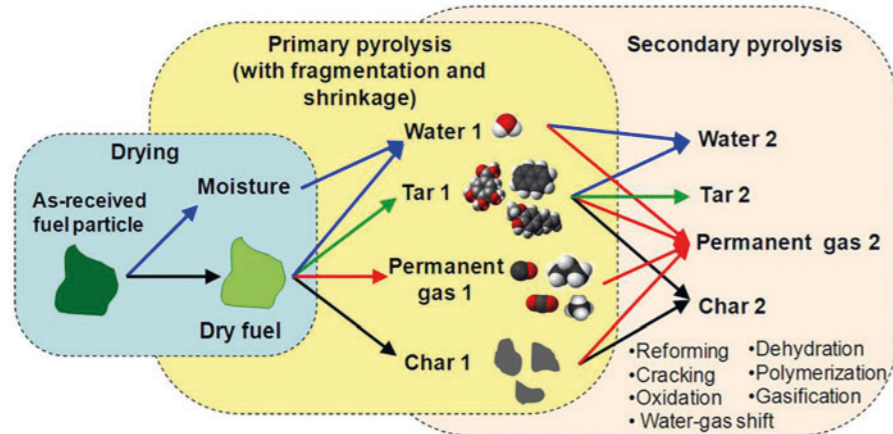 Primary pyrolysis
(with fragmentation and
shrinkage)
Secondary pyrolysis
Drying
As-received
fuel particle
Moisture
Dry fuel
Water 1
Tar 1
Permanent
gas 1
Char 1
Water 2
Tar 2
Permanent gas 2
Char 2
•Reforming •Dehydration
•Cracking •Polymerization
•Oxidation •Gasification
• Water-gas shift